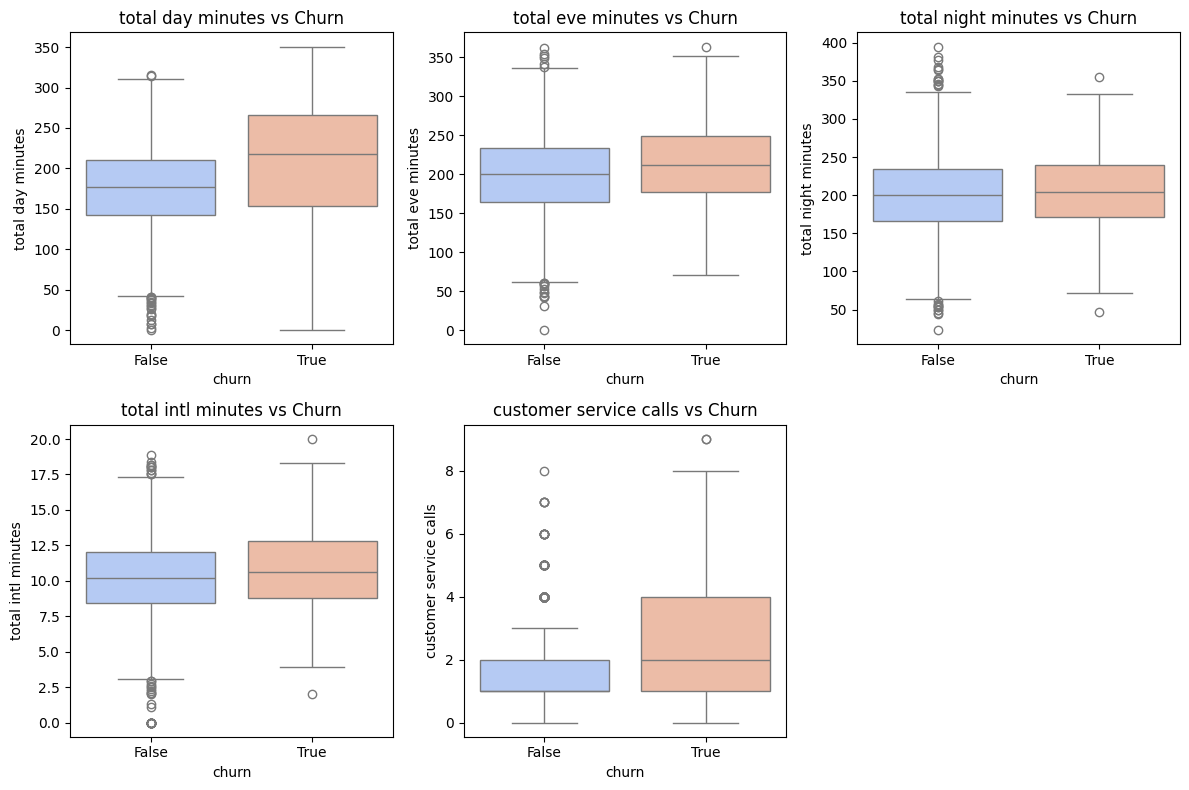 total day minutes vs Churn
total day minutes
350
300
250
200
150
100
50
0
False
True
churn
total eve minutes vs Churn
total eve minutes
350
300
250
200
150
100
50
0
False
True
churn
total night minutes vs Churn
total night minutes
400
350
300
250
200
150
100
50
False
True
churn
total intl minutes vs Churn
total intl minutes
20.0
17.5
15.0
12.5
10.0
7.5
5.0
2.5
0.0
False
True
churn
customer service calls vs Churn
customer service calls
8
6
4
2
0
False
True
churn